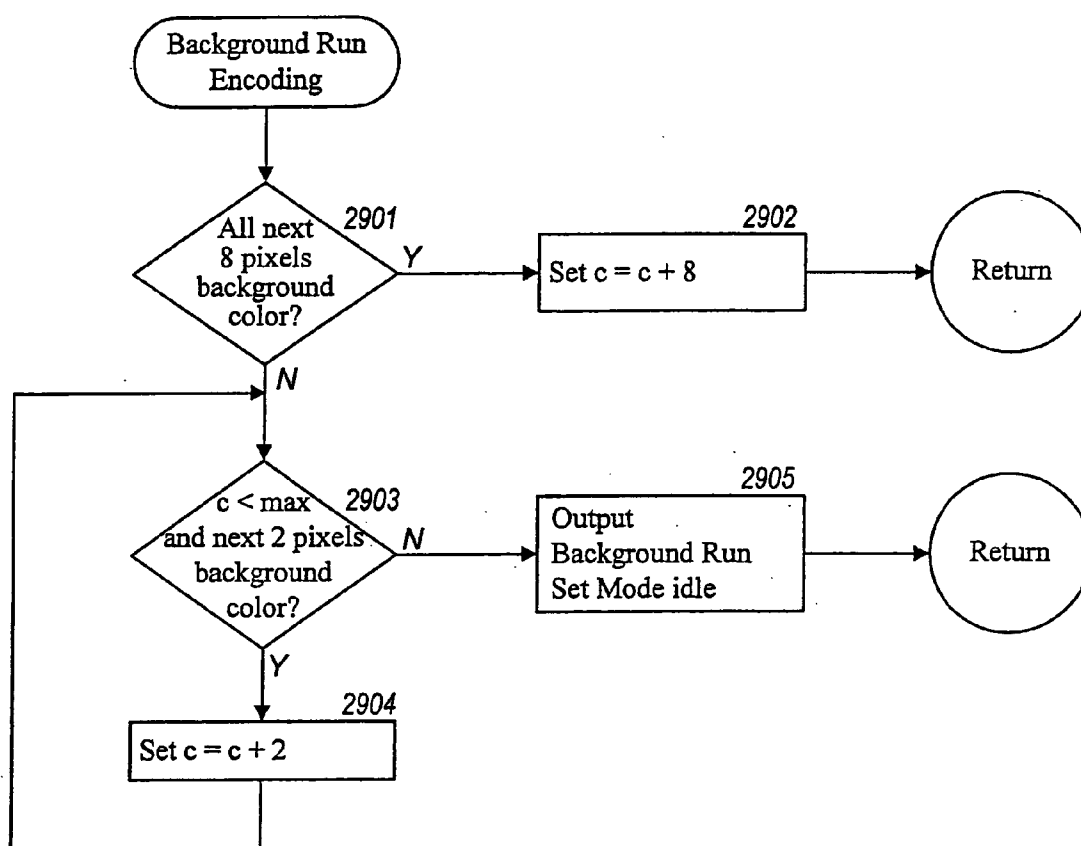 Background Run
Encoding
2901
All next
8 pixels
background
color?
Y
2902
Set c = c + 8
Return
N
2903
c < max
and next 2 pixels
background
color?
N
2905
Output
Background Run
Set Mode idle
Return
Y
2904
Set c = c + 2